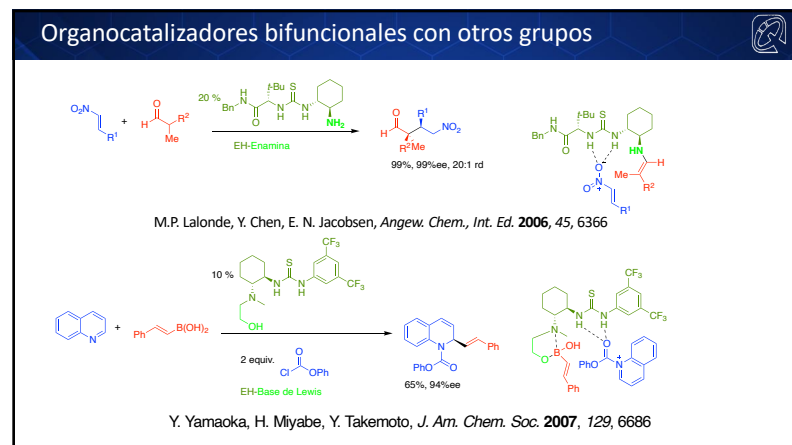 Organocatalizadores bifuncionales con otros grupos
O2N
R1
+
O
H
R2
Me
20 %
H
N
Bn
O
t-Bu
S
N
H
N
H
NH2
EH-Enamina
O
H
R2 Me
R1
NO2
99%, 99%ee, 20:1 rd
H
N
Bn
O
t-Bu
S
N
H
N
H
HN
Me
R2
O
-
O
N
+
R1
M.P. Lalonde, Y. Chen, E. N. Jacobsen, Angew. Chem., Int. Ed. 2006, 45, 6366
N
+
Ph
B(OH)2
10 %
N
OH
S
N
H
N
H
CF3
CF3
2 equiv.
O
Cl
OPh
EH-Base de Lewis
N
PhO
O
Ph
65%, 94%ee
S
N
H
N
H
CF3
CF3
N
O
B
OH
Ph
O
PhO
N
+
Y. Yamaoka, H. Miyabe, Y. Takemoto, J. Am. Chem. Soc. 2007, 129, 6686